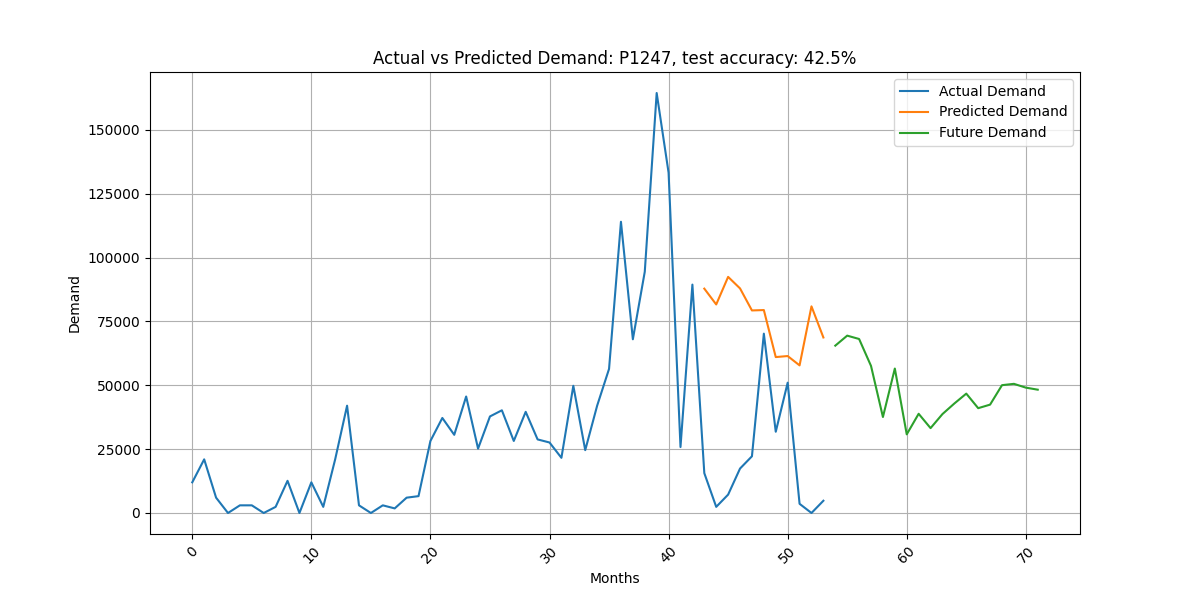 Actual vs Predicted Demand: P1247, test accuracy: 42.5%
Actual Demand
Predicted Demand
Future Demand
150000
125000
100000
75000
50000
25000
0
Demand
0 10 20 30 40 50 60 70
Months